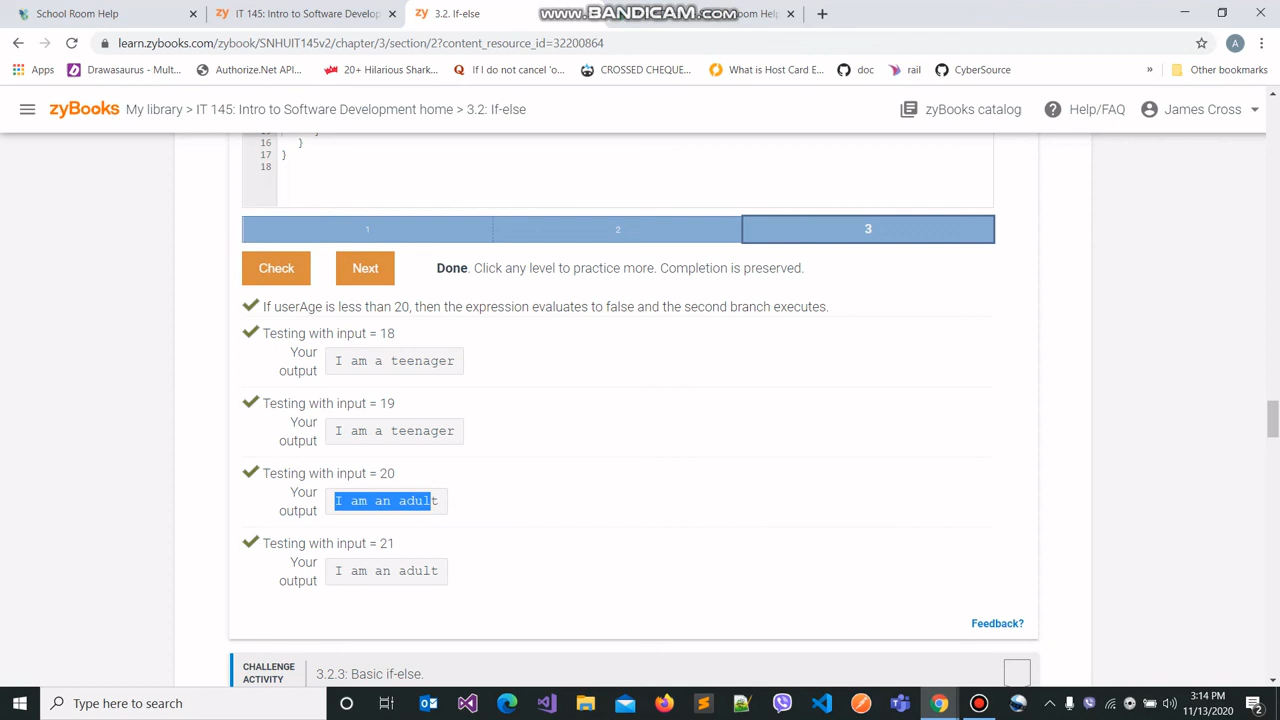 School Room Help
IT 145: Intro to Software Develop
3.2. If-else
www.BANDICAM.com
oom Help
learn.zybooks.com/zybook/SNHUIT145v2/chapter/3/section/2?content_resource_id=32200864
A
Apps
Drawasaurus - Mult...
Authorize.Net API...
20+ Hilarious Shark...
If I do not cancel 'o...
CROSSED CHEQUE...
What is Host Card E...
doc
rail
CyberSource
»
Other bookmarks
zyBooks My library > IT 145: Intro to Software Development home > 3.2: If-else
zyBooks catalog
Help/FAQ
James Cross
16 }
17 }
18
1 2 3
Check Next Done. Click any level to practice more. Completion is preserved.
If userAge is less than 20, then the expression evaluates to false and the second branch executes.
Testing with input = 18
Your
output
I am a teenager
Testing with input = 19
Your
output
I am a teenager
Testing with input = 20
Your
output
I am an adult
Testing with input = 21
Your
output
I am an adult
Feedback?
CHALLENGE
ACTIVITY
3.2.3: Basic if-else.
Type here to search
3:14 PM
11/13/2020
2